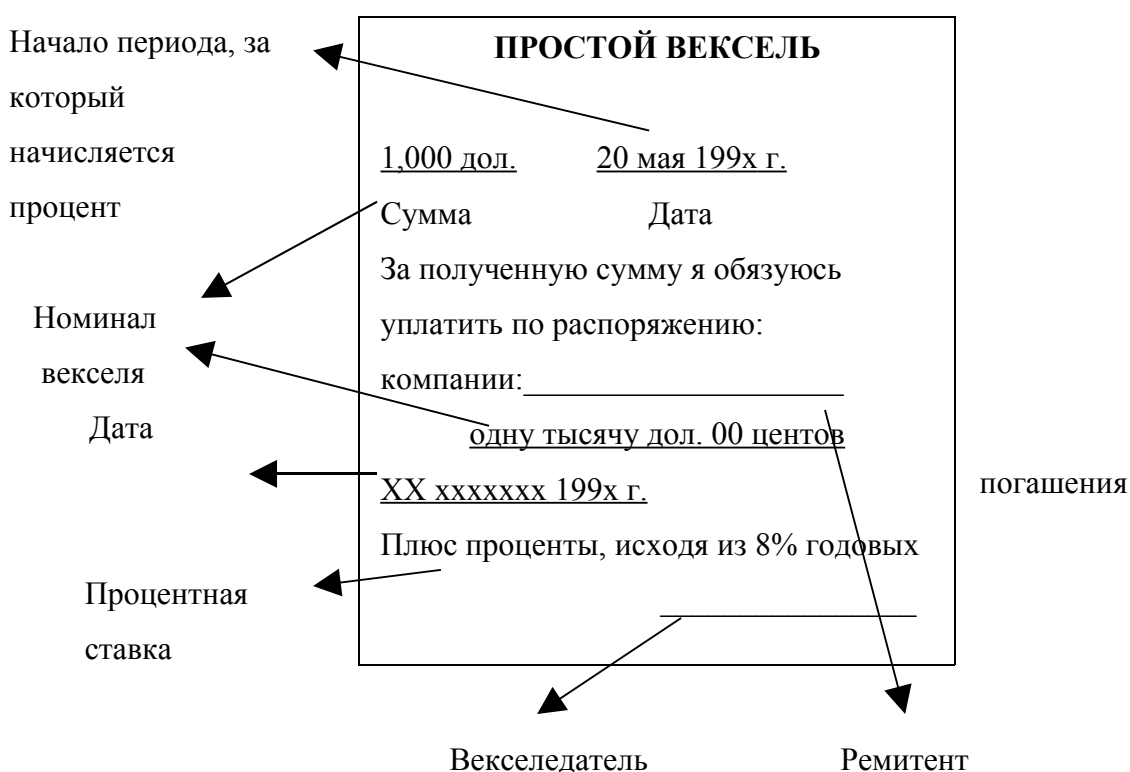 Начало периода, за
который
начисляется
процент
Номинал
векселя
Дата
погашения
Процентная
ставка
ПРОСТОЙ ВЕКСЕЛЬ
1,000 дол. 20 мая 199х г.
Сумма Дата
За полученную сумму я обязуюсь
уплатить по распоряжению:
компании:
одну тысячу дол. 00 центов
ХХ ххххххх 199х г.
Плюс проценты, исходя из 8% годовых
Векселедатель Ремитент